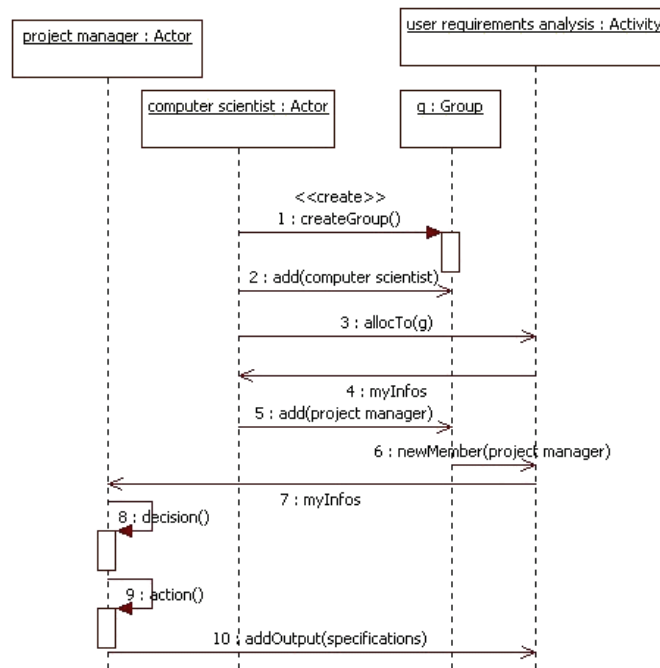 user requirements analysis : Activity
project manager : Actor
computer scientist : Actor
g : Group
<<create>>
1 : createGroup()
2 : add(computer scientist)
3 : allocTo(g)
4 : myInfos
5 : add(project manager)
6 : newMember(project manager)
7 : myInfos
8 : decision()
9 : action()
10 : addOutput(specifications)